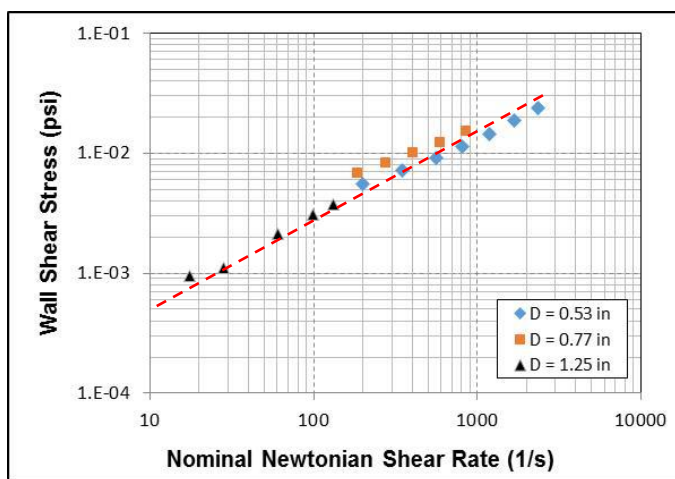 1.E-01
1.E-02
1.E-03
1.E-04
Wall Shear Stress (psi)
D = 0.53 in
D = 0.77 in
D = 1.25 in
10 100 1000 10000
Nominal Newtonian Shear Rate (1/s)